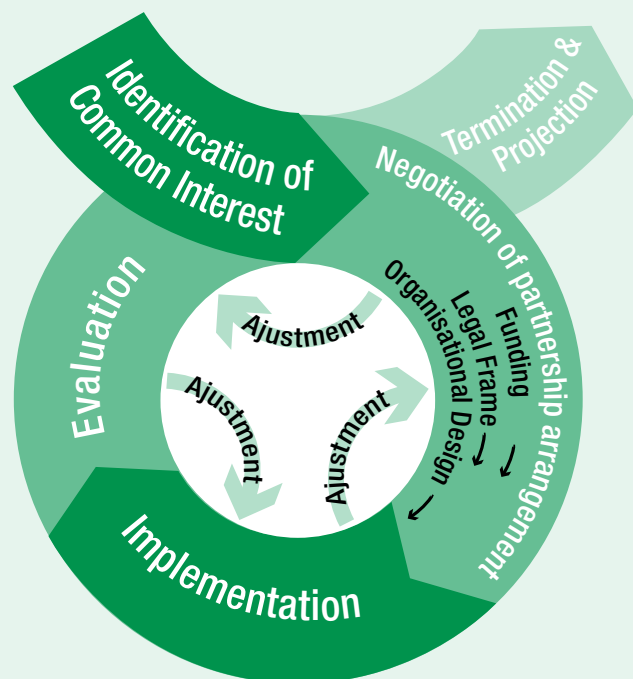 Identification of
Common Interest
Termination &
Projection
Negotiation of partnership arrangement
Funding
Legal Frame
Organisational Design
Evaluation
Ajustment
Ajustment
Ajustment
Implementation